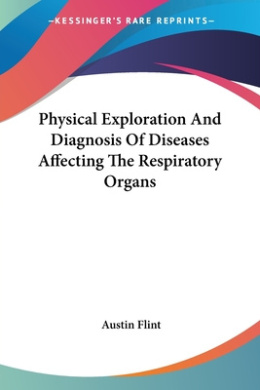 KESSINGER'S RARE REPRINTS
Physical Exploration And
Diagnosis Of Diseases
Affecting The Respiratory
Organs
Austin Flint